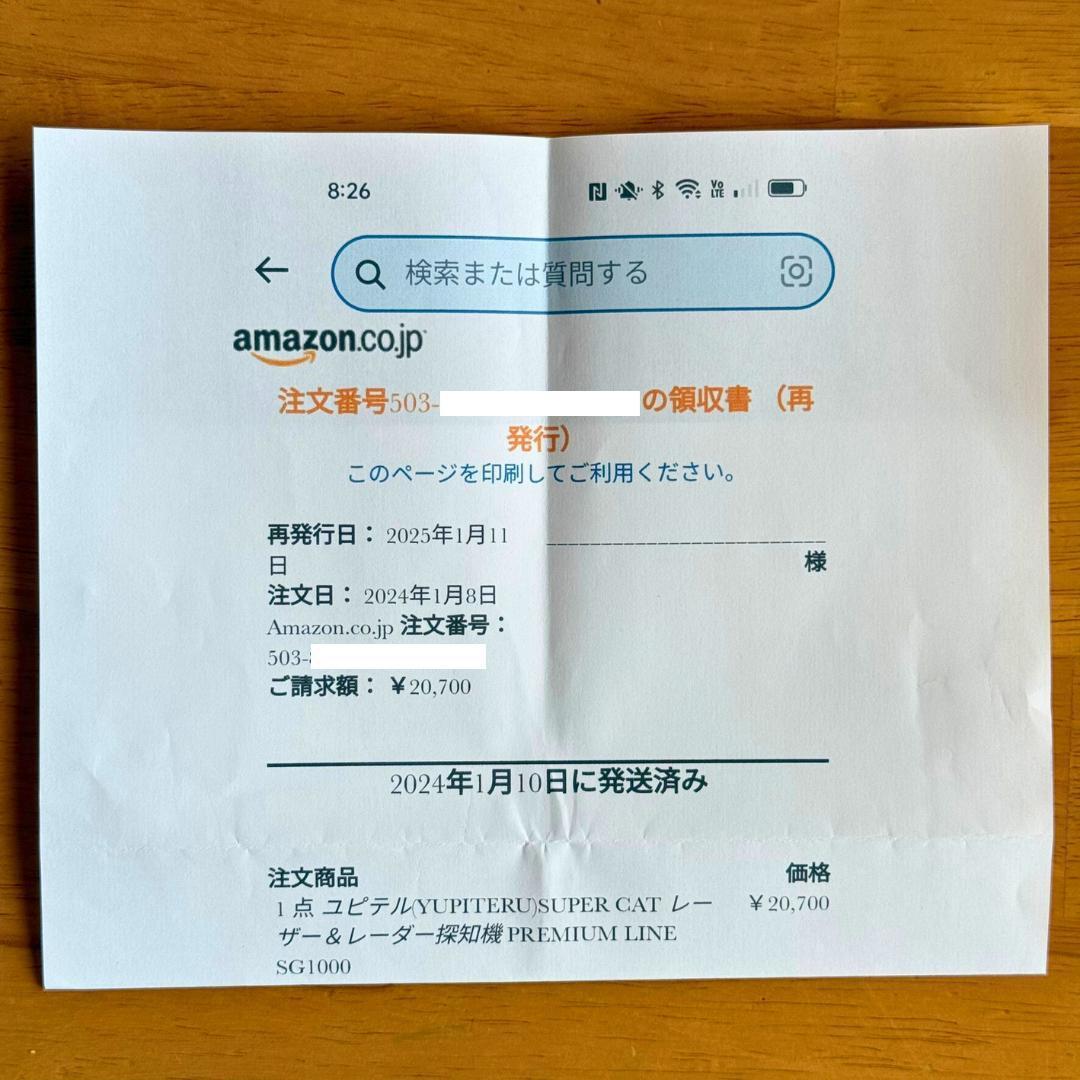 8:26
検索または質問する
amazon.co.jp
注文番号503-
の領収書 （再
発行）
このページを印刷してご利用ください。
再発行日： 2025年1月11
日
様
注文日： 2024年1月8日
Amazon.co.jp 注文番号：
503-
ご請求額： ￥20,700
2024年1月10日に発送済み
注文商品
価格
1 点 ユピテル(YUPITERU)SUPER CAT レー
￥20,700
ザー＆レーダー探知機 PREMIUM LINE
SG1000